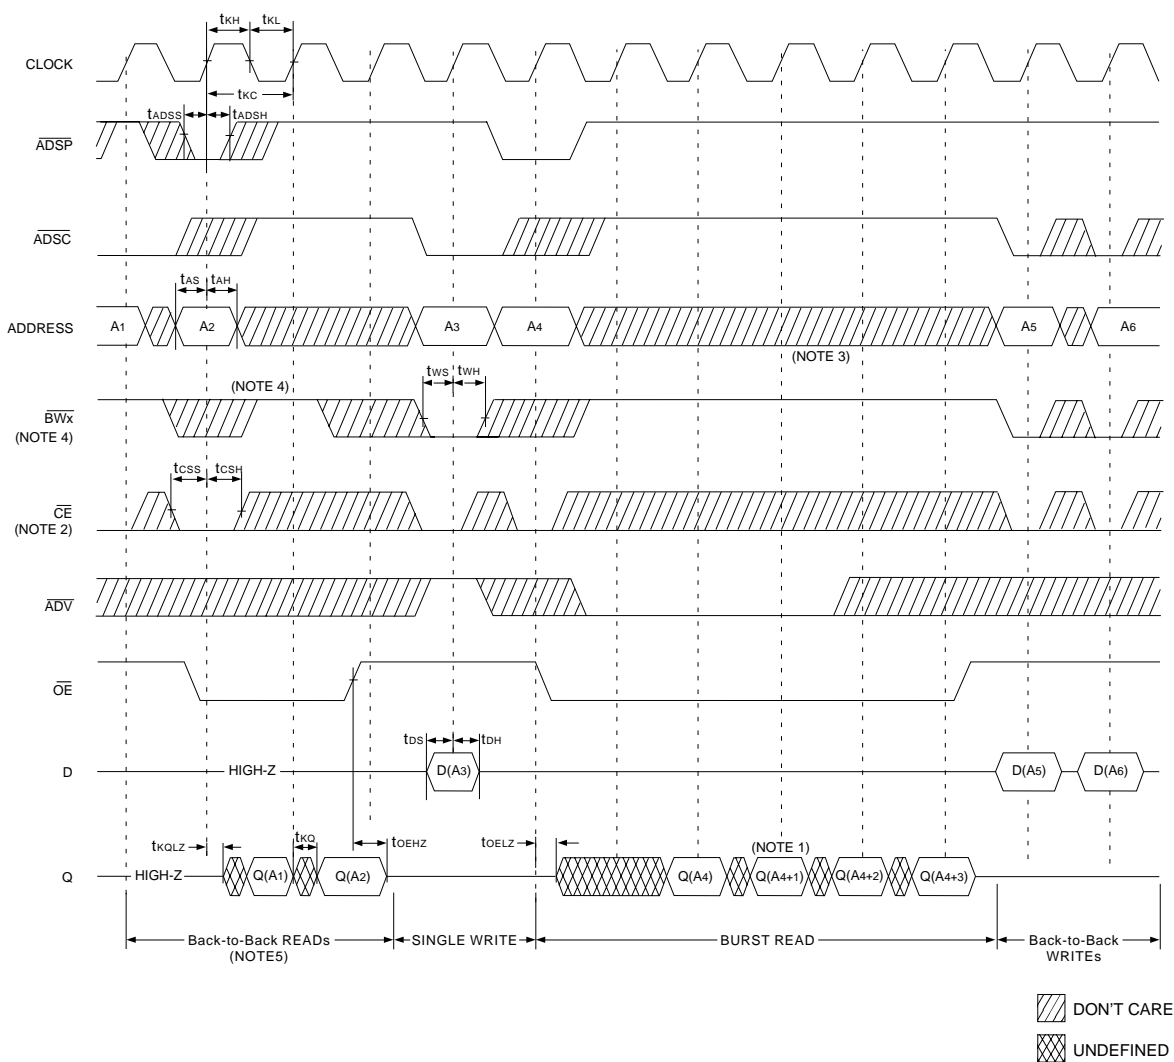 tKH tKL
CLOCK
tKC
tADSS tADSH
ADSP
ADSC
tAS tAH
ADDRESS A1 A2 A3 A4 A5 A6
(NOTE 3)
(NOTE 4) tWS tWH
BWx
(NOTE 4)
tCSS tCSH
CE
(NOTE 2)
ADV
OE
tDS tDH
D HIGH-Z D(A3) D(A5) D(A6)
tKQLZ tKQ tOEHZ tOELZ (NOTE 1)
Q HIGH-Z Q(A1) Q(A2) Q(A4) Q(A4+1) Q(A4+2) Q(A4+3)
Back-to-Back READs SINGLE WRITE BURST READ Back-to-Back
(NOTE5) WRITEs
DON'T CARE
UNDEFINED